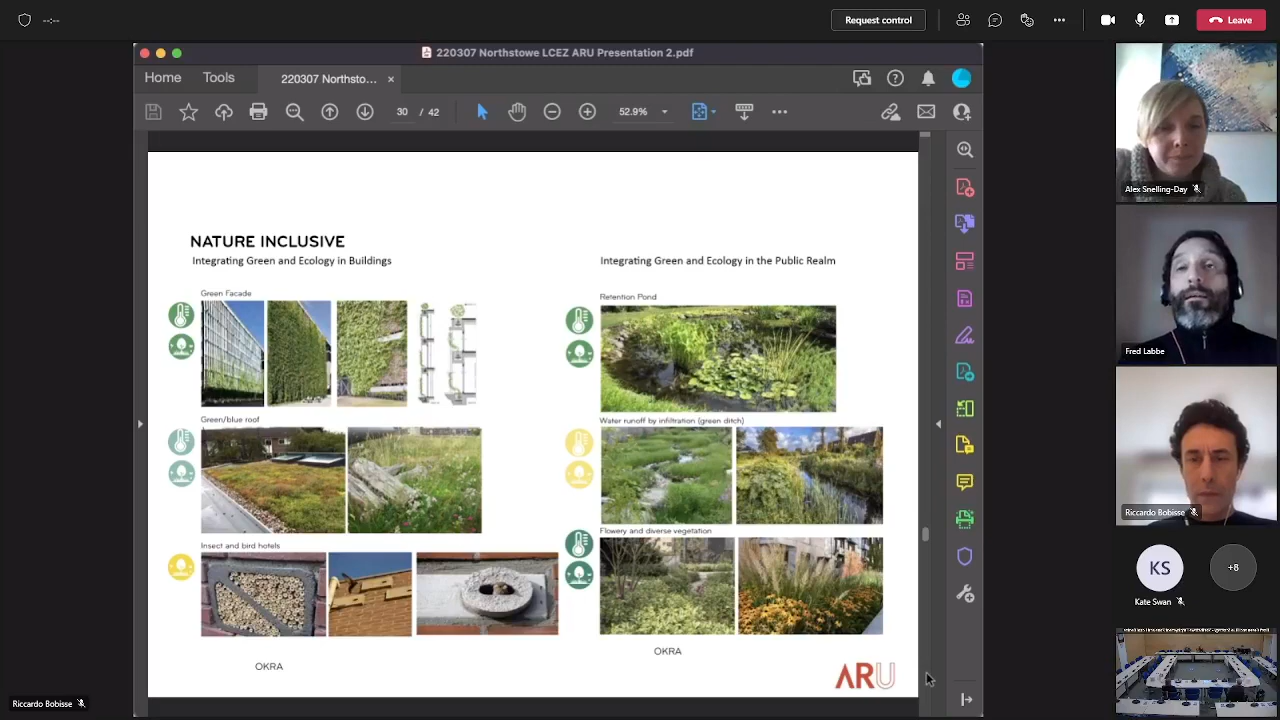 --:--
Request control
Leave
220307 Northstowe LCEZ ARU Presentation 2.pdf
Home
Tools
220307 Northsto...
30 / 42
52.9%
NATURE INCLUSIVE
Integrating Green and Ecology in Buildings
Green Facade
Green/blue roof
Insect and bird hotels
OKRA
Integrating Green and Ecology in the Public Realm
Retention Pond
Water runoff by infiltration (green ditch)
Flowery and diverse vegetation
OKRA
ARU
Alex Snelling-Day
Fred Labbe
Riccardo Bobisse
KS
Kate Swan
+8
Riccardo Bobisse